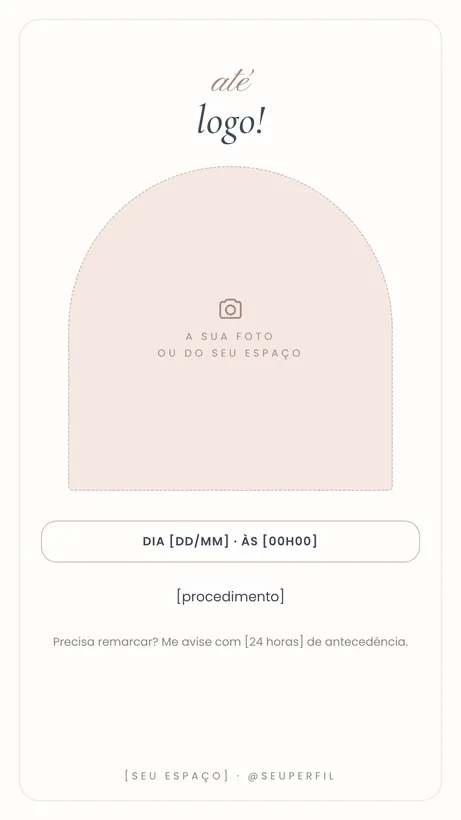 até
logo!
A SUA FOTO
OU DO SEU ESPAÇO
DIA [DD/MM] · ÀS [00H00]
[procedimento]
Precisa remarcar? Me avise com [24 horas] de antecedência.
[SEU ESPAÇO] · @SEUPERFIL